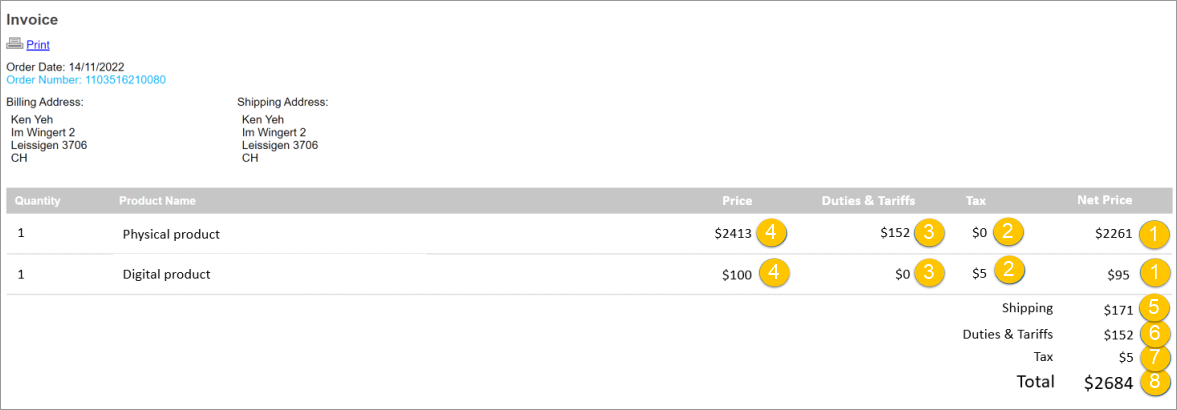 Invoice
Print
Order Date: 14/11/2022
Order Number: 1103516210080
Billing Address: Shipping Address:
Ken Yeh Ken Yeh
Im Wingert 2 Im Wingert 2
Leissigen 3706 Leissigen 3706
CH CH
Quantity Product Name Price Duties & Tariffs Tax Net Price
1 Physical product $2413 4 $152 3 $0 2 $2261 1
1 Digital product $100 4 $0 3 $5 2 $95 1
Shipping $171 5
Duties & Tariffs $152 6
Tax $5 7
Total $2684 8